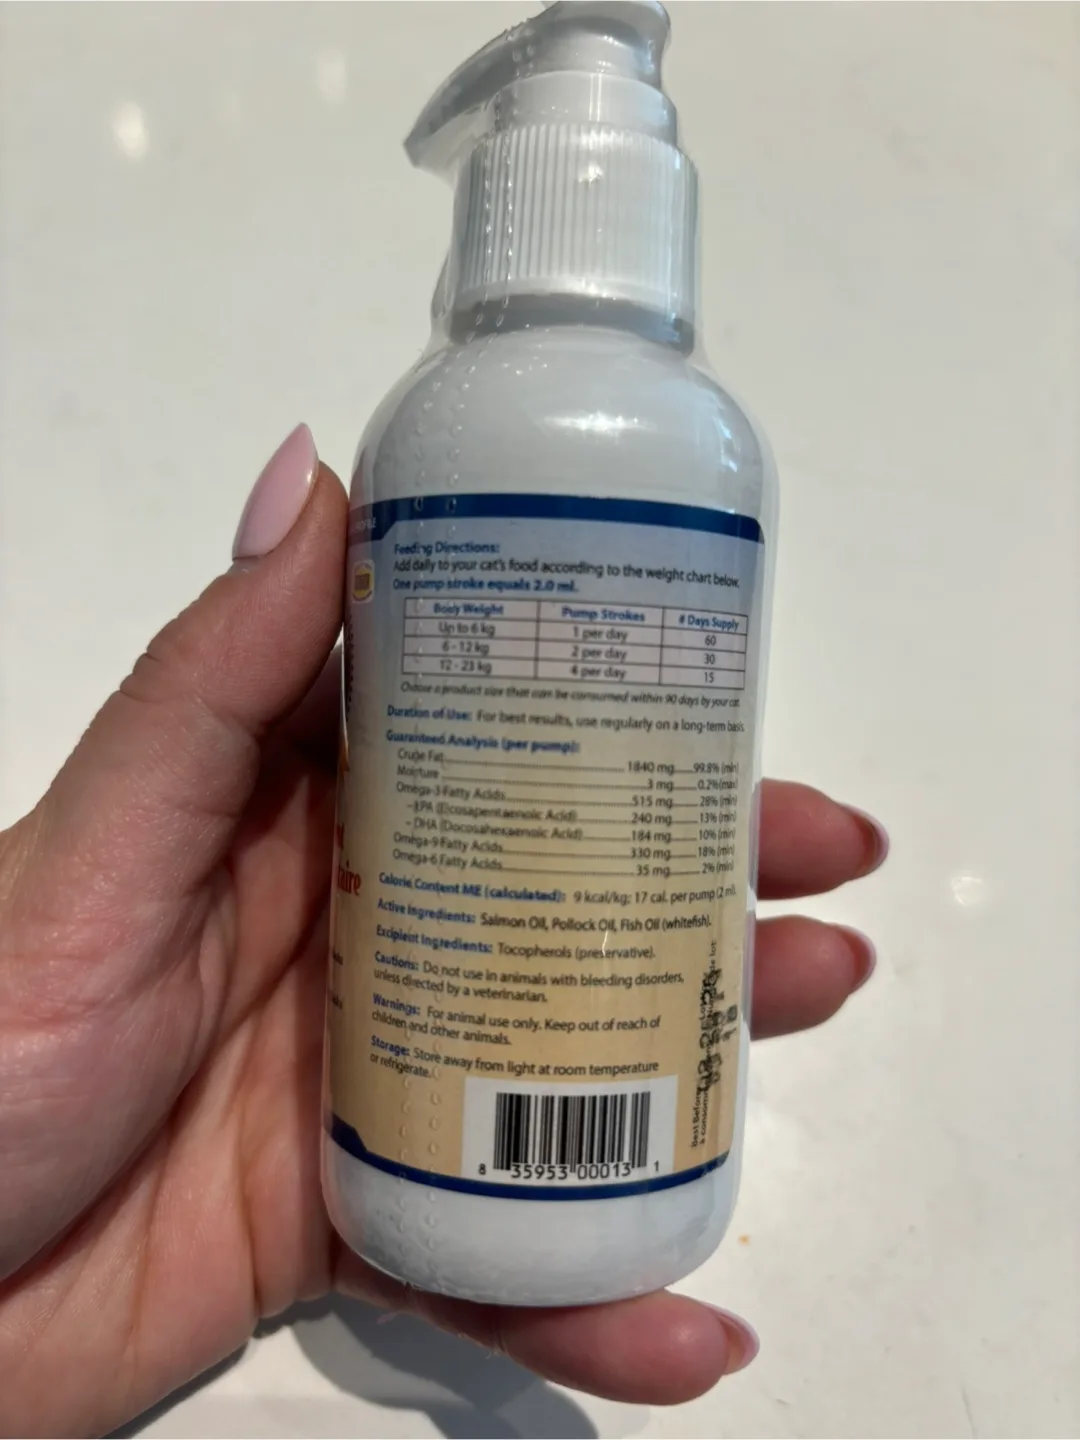 Feeding Directions:
Add daily to your cat's food according to the weight chart below.
One pump stroke equals 2.0 ml.
Body Weight Pump Strokes # Days Supply
Up to 6 kg 1 per day 60
6 - 12 kg 2 per day 30
12 - 23 kg 4 per day 15
Choose a product size that can be consumed within 90 days by your cat.
Duration of Use: For best results, use regularly on a long-term basis.
Guaranteed Analysis (per pump):
Crude Fat 1840 mg 99.8% (min)
Moisture 3 mg 0.2% (max)
Omega-3 Fatty Acids 515 mg 28% (min)
- EPA (Eicosapentaenoic Acid) 240 mg 13% (min)
- DHA (Docosahexaenoic Acid) 184 mg 10% (min)
Omega-9 Fatty Acids 330 mg 18% (min)
Omega-6 Fatty Acids 35 mg 2% (min)
Calorie Content ME (calculated): 9 kcal/kg; 17 cal. per pump (2 ml).
Active Ingredients: Salmon Oil, Pollock Oil, Fish Oil (whitefish).
Excipient Ingredients: Tocopherols (preservative).
Cautions: Do not use in animals with bleeding disorders,
unless directed by a veterinarian.
Warnings: For animal use only. Keep out of reach of
children and other animals.
Storage: Store away from light at room temperature
or refrigerate.
8 35953 00013 1
Best Before